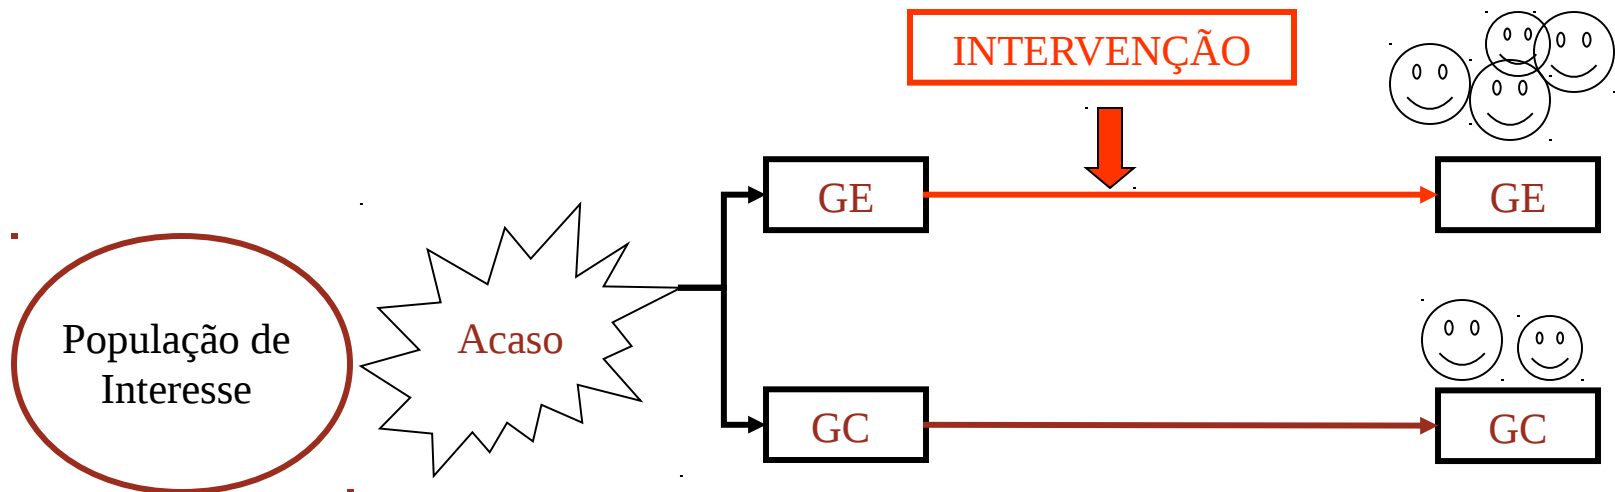 INTERVENÇÃO
GE
GE
População de
Interesse
Acaso
GC
GC